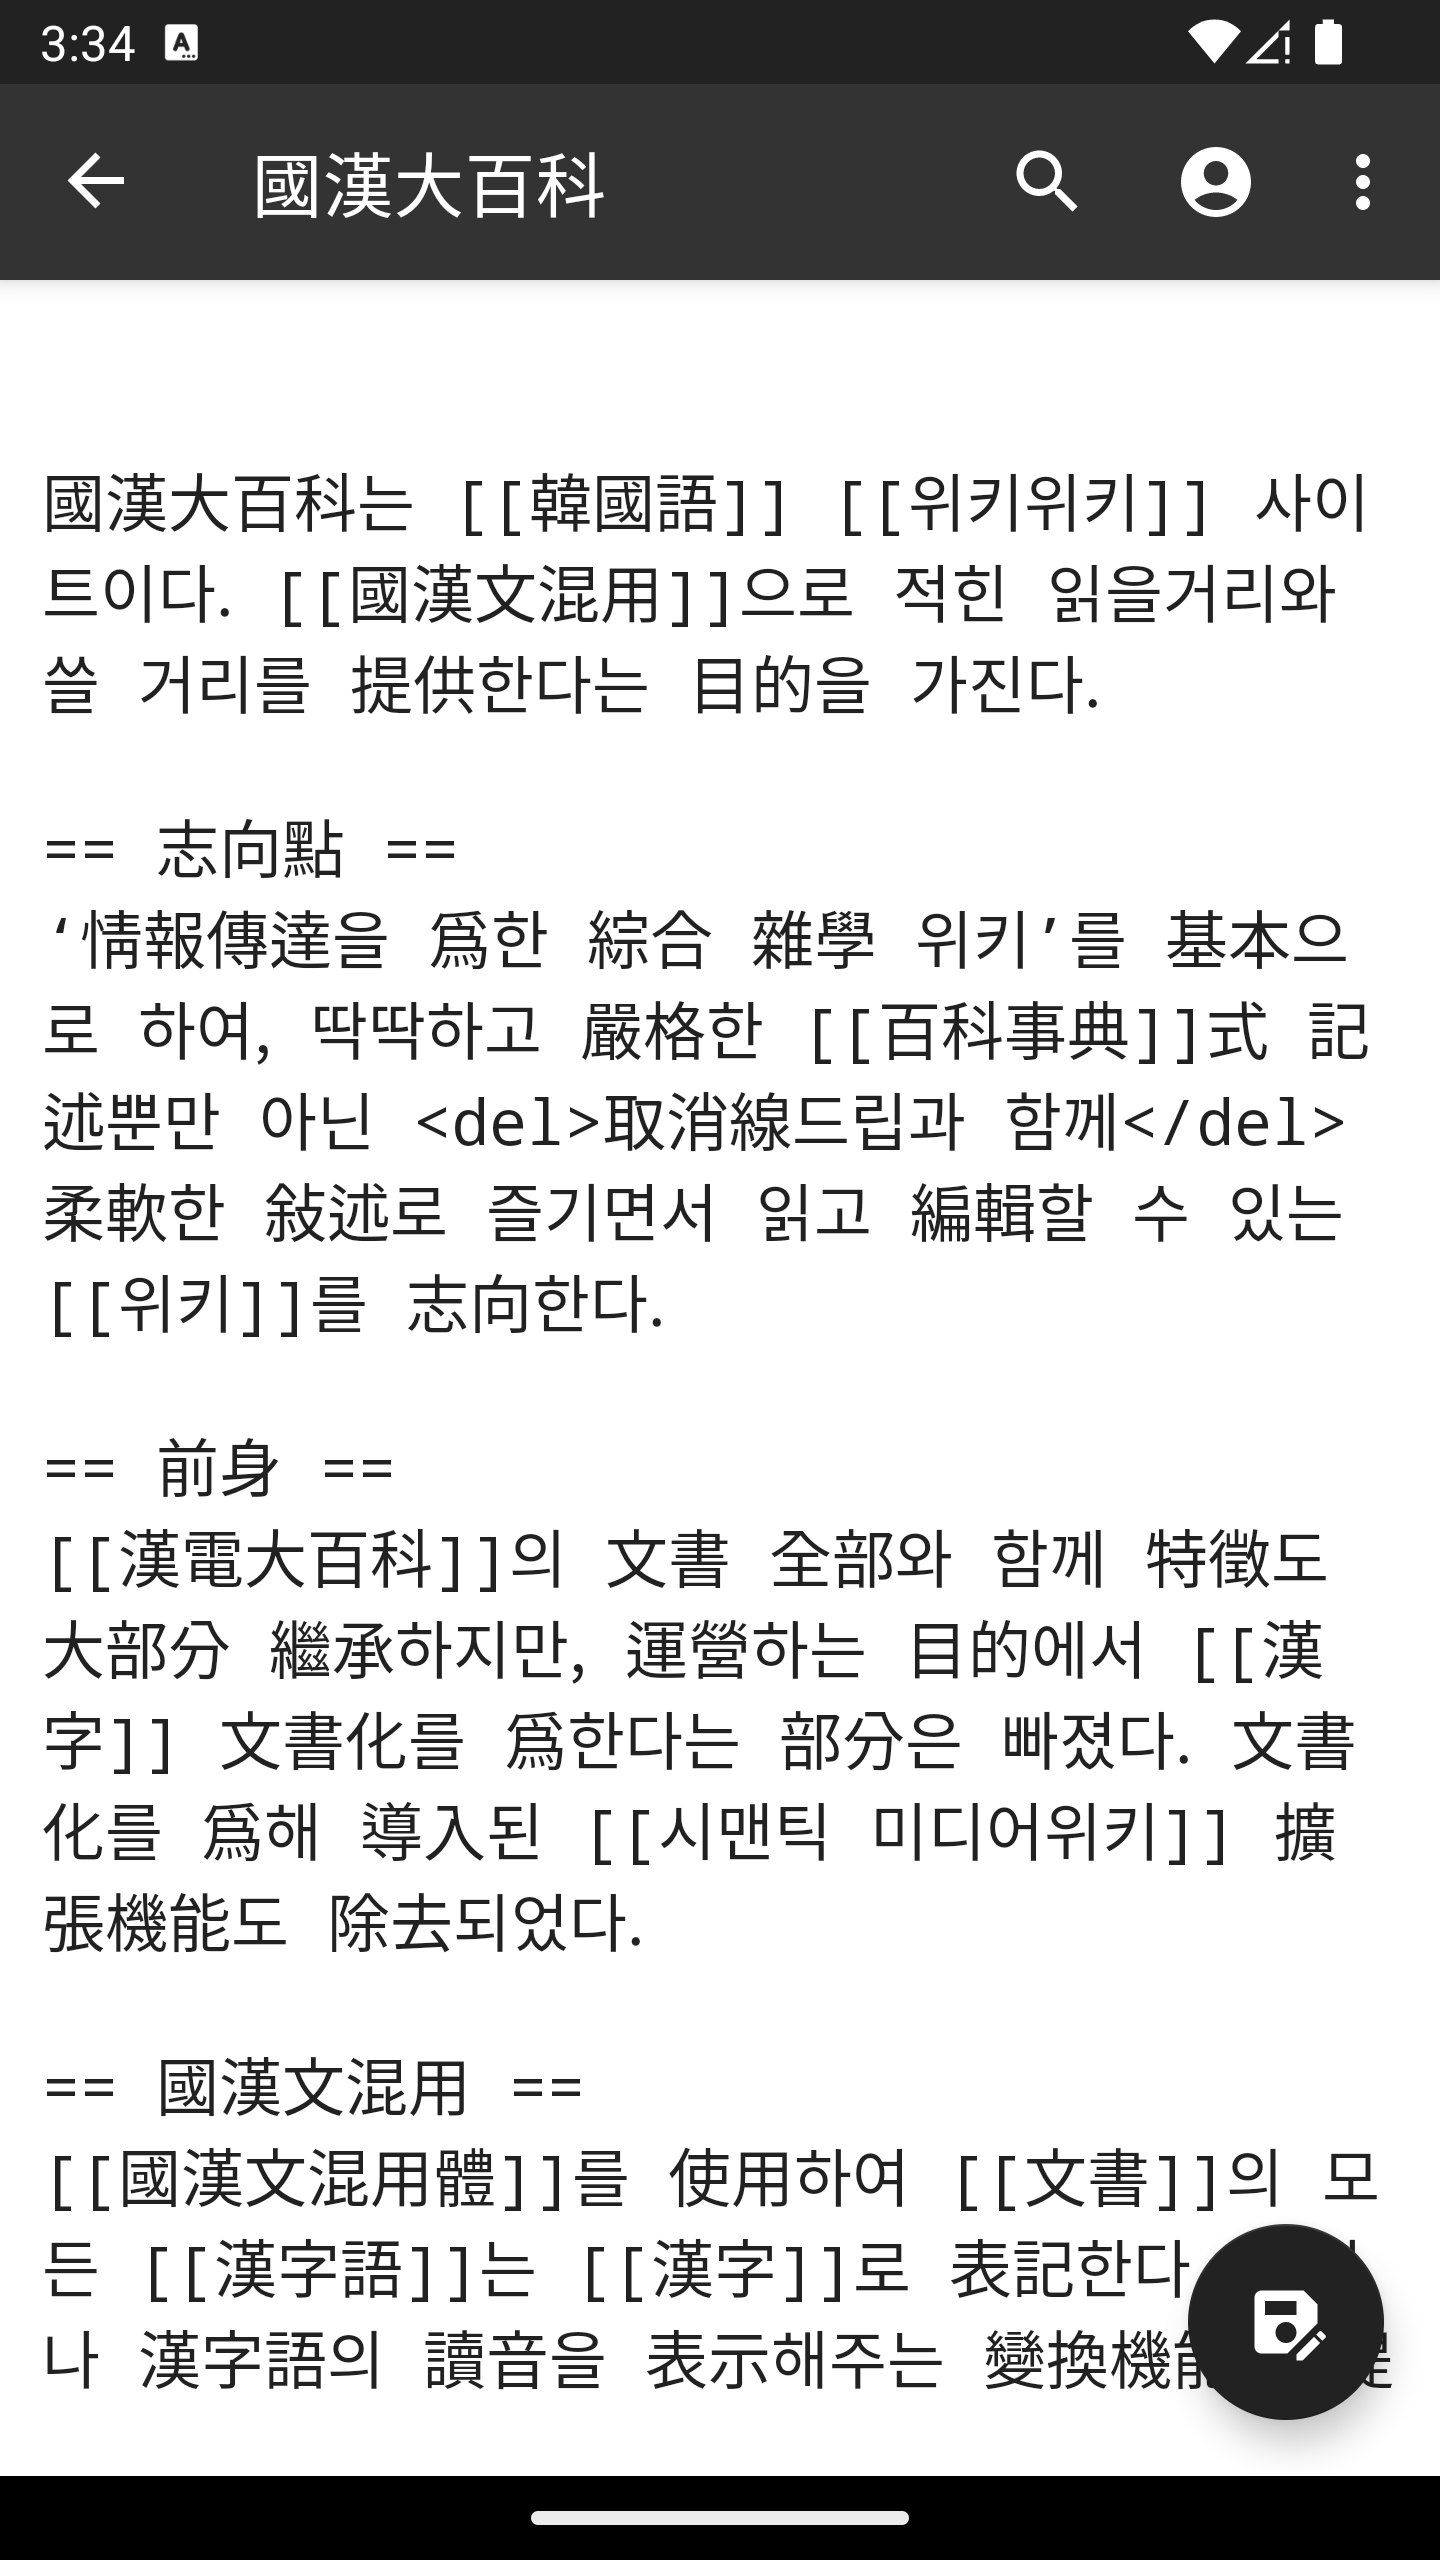 3:34
國漢大百科
國漢大百科는 [[韓國語]] [[위키위키]] 사이
트이다. [[國漢文混用]]으로 적힌 읽을거리와
쓸 거리를 提供한다는 目的을 가진다.
== 志向點 ==
‘情報傳達을 爲한 綜合 雜學 위키’를 基本으
로 하여, 딱딱하고 嚴格한 [[百科事典]]式 記
述뿐만 아닌 <del>取消線드립과 함께</del>
柔軟한 敍述로 즐기면서 읽고 編輯할 수 있는
[[위키]]를 志向한다.
== 前身 ==
[[漢電大百科]]의 文書 全部와 함께 特徵도
大部分 繼承하지만, 運營하는 目的에서 [[漢
字]] 文書化를 爲한다는 部分은 빠졌다. 文書
化를 爲해 導入된 [[시맨틱 미디어위키]] 擴
張機能도 除去되었다.
== 國漢文混用 ==
[[國漢文混用體]]를 使用하여 [[文書]]의 모
든 [[漢字語]]는 [[漢字]]로 表記한다
나 漢字語의 讀音을 表示해주는 變換機